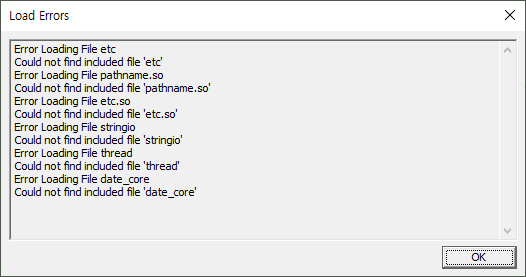 Load Errors
Error Loading File etc
Could not find included file 'etc'
Error Loading File pathname.so
Could not find included file 'pathname.so'
Error Loading File etc.so
Could not find included file 'etc.so'
Error Loading File stringio
Could not find included file 'stringio'
Error Loading File thread
Could not find included file 'thread'
Error Loading File date_core
Could not find included file 'date_core'
OK